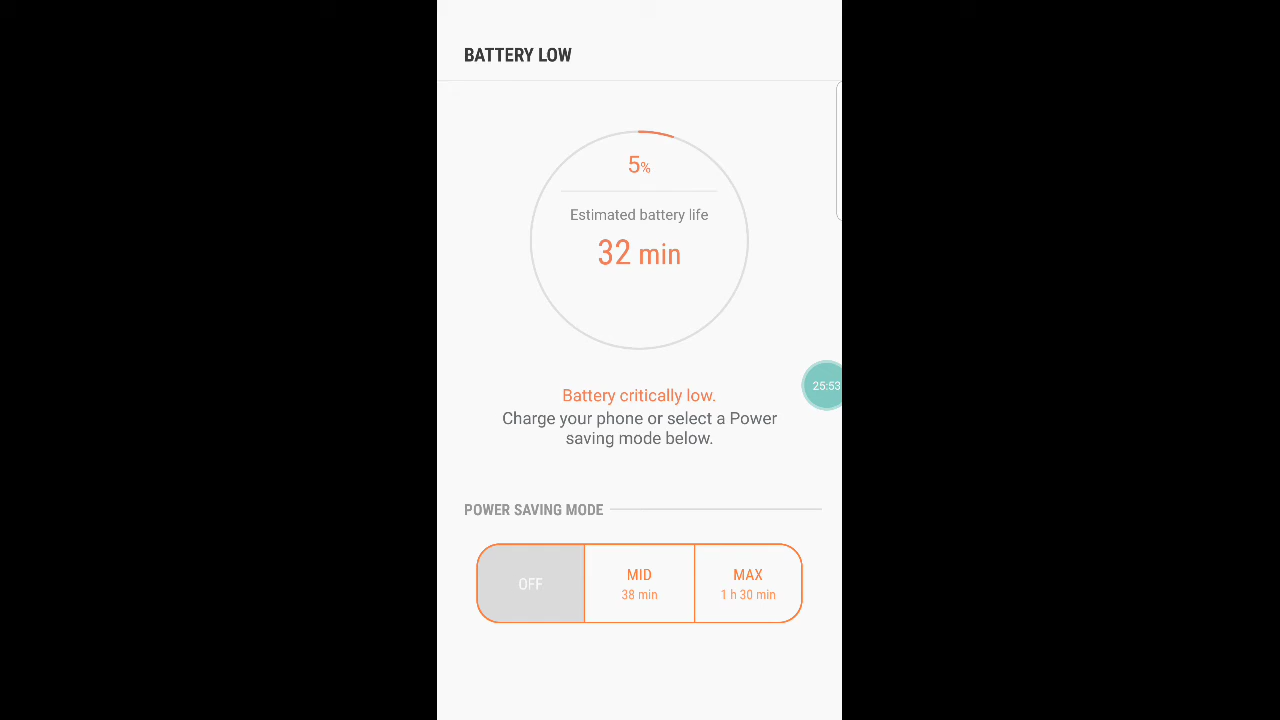 BATTERY LOW
5%
Estimated battery life
32 min
Battery critically low.
25:53
Charge your phone or select a Power
saving mode below.
POWER SAVING MODE
OFF
MID
38 min
MAX
1 h 30 min